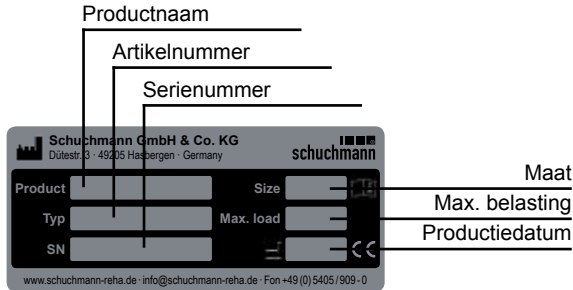 Productnaam
Artikelnummer
Serienummer
Schuchmann GmbH & Co. KG
Dütestr. 3 · 49205 Hasbergen · Germany
schuchmann
Product
Size
Maat
Typ
Max. load
Max. belasting
SN
CE
Productiedatum
www.schuchmann-reha.de · info@schuchmann-reha.de · Fon +49 (0) 5405 / 909 - 0